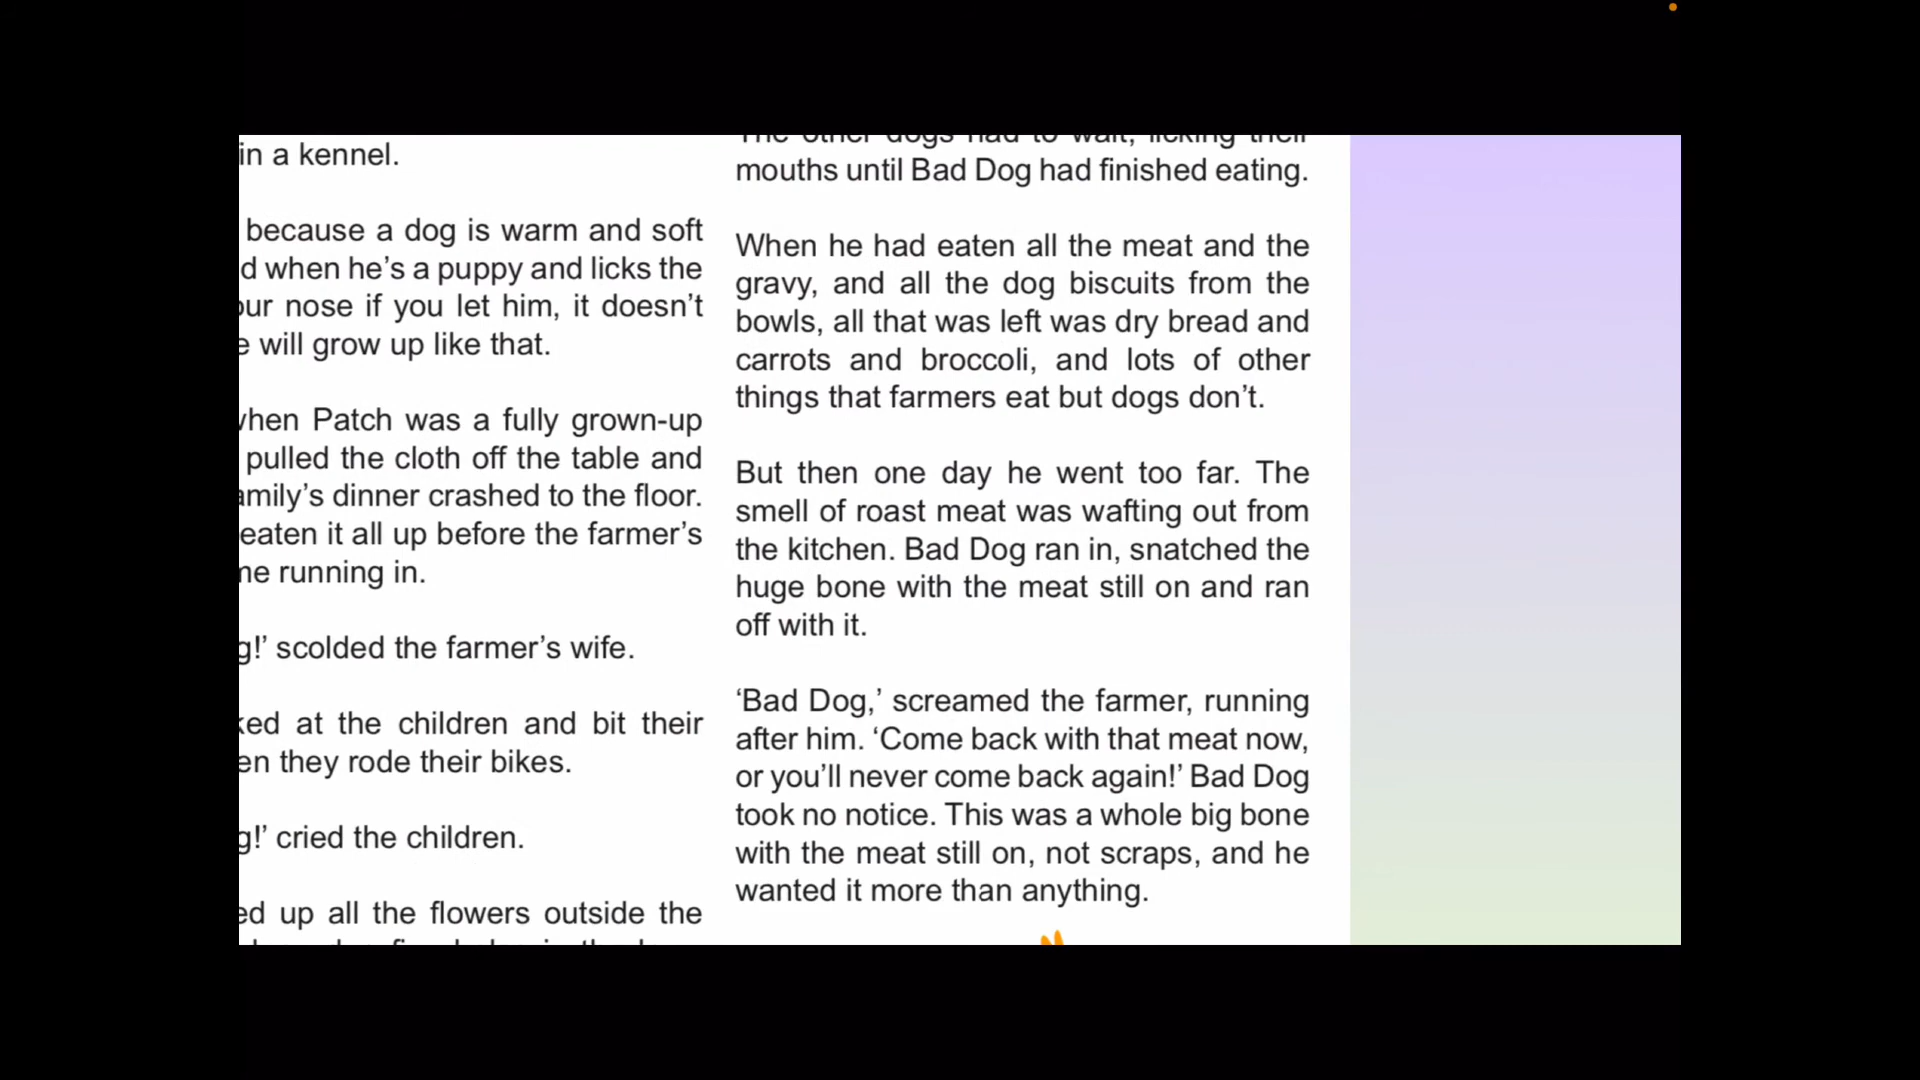 in a kennel.
because a dog is warm and soft
when he’s a puppy and licks the
nose if you let him, it doesn’t
will grow up like that.
when Patch was a fully grown-up
pulled the cloth off the table and
dinner crashed to the floor.
eaten it all up before the farmer’s
running in.
scolded the farmer’s wife.
at the children and bit their
they rode their bikes.
cried the children.
up all the flowers outside the
The other dogs had to wait, licking their
mouths until Bad Dog had finished eating.
When he had eaten all the meat and the
gravy, and all the dog biscuits from the
bowls, all that was left was dry bread and
carrots and broccoli, and lots of other
things that farmers eat but dogs don’t.
But then one day he went too far. The
smell of roast meat was wafting out from
the kitchen. Bad Dog ran in, snatched the
huge bone with the meat still on and ran
off with it.
‘Bad Dog,’ screamed the farmer, running
after him. ‘Come back with that meat now,
or you’ll never come back again!’ Bad Dog
took no notice. This was a whole big bone
with the meat still on, not scraps, and he
wanted it more than anything.